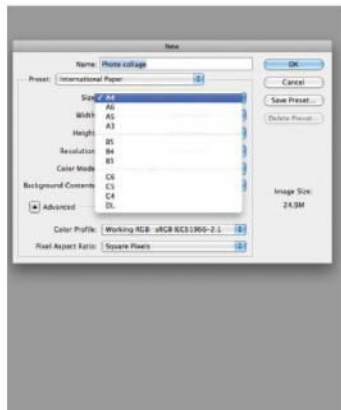 New
Name: Phone collage
OK
Preset: International Paper
Cancel
Size ✓ A4
Save Preset...
A6
Width A5
Delete Preset...
A3
Height
B5
Resolution B4
B3
Color Mode
C6
Background Contents C5
Image Size:
C4
Advanced DL
24.9M
Color Profile: Working RGB: sRGB IEC61966-2.1
Pixel Aspect Ratio: Square Pixels